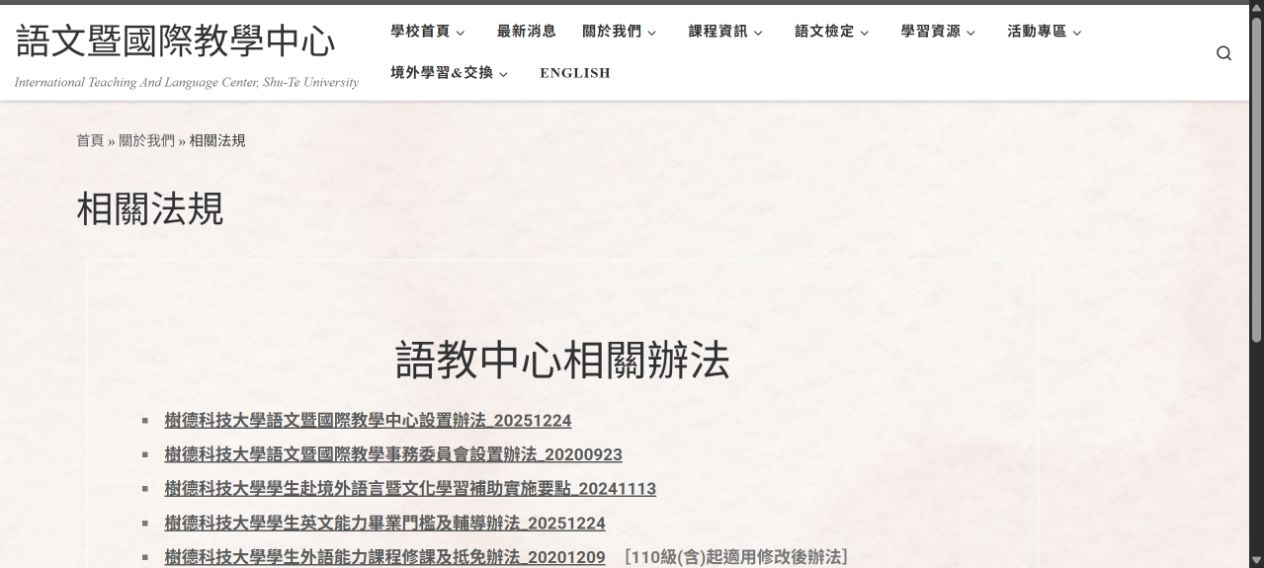 語文暨國際教學中心
International Teaching And Language Center, Shu-Te University
學校首頁 最新消息 關於我們 課程資訊 語文檢定 學習資源 活動專區
境外學習&交換 ENGLISH
首頁 » 關於我們 » 相關法規
相關法規
語教中心相關辦法
▪ 樹德科技大學語文暨國際教學中心設置辦法_20251224
▪ 樹德科技大學語文暨國際教學事務委員會設置辦法_20200923
▪ 樹德科技大學學生赴境外語言暨文化學習補助實施要點_20241113
▪ 樹德科技大學學生英文能力畢業門檻及輔導辦法_20251224
▪ 樹德科技大學學生外語能力課程修課及抵免辦法_20201209 [110級(含)起適用修改後辦法]